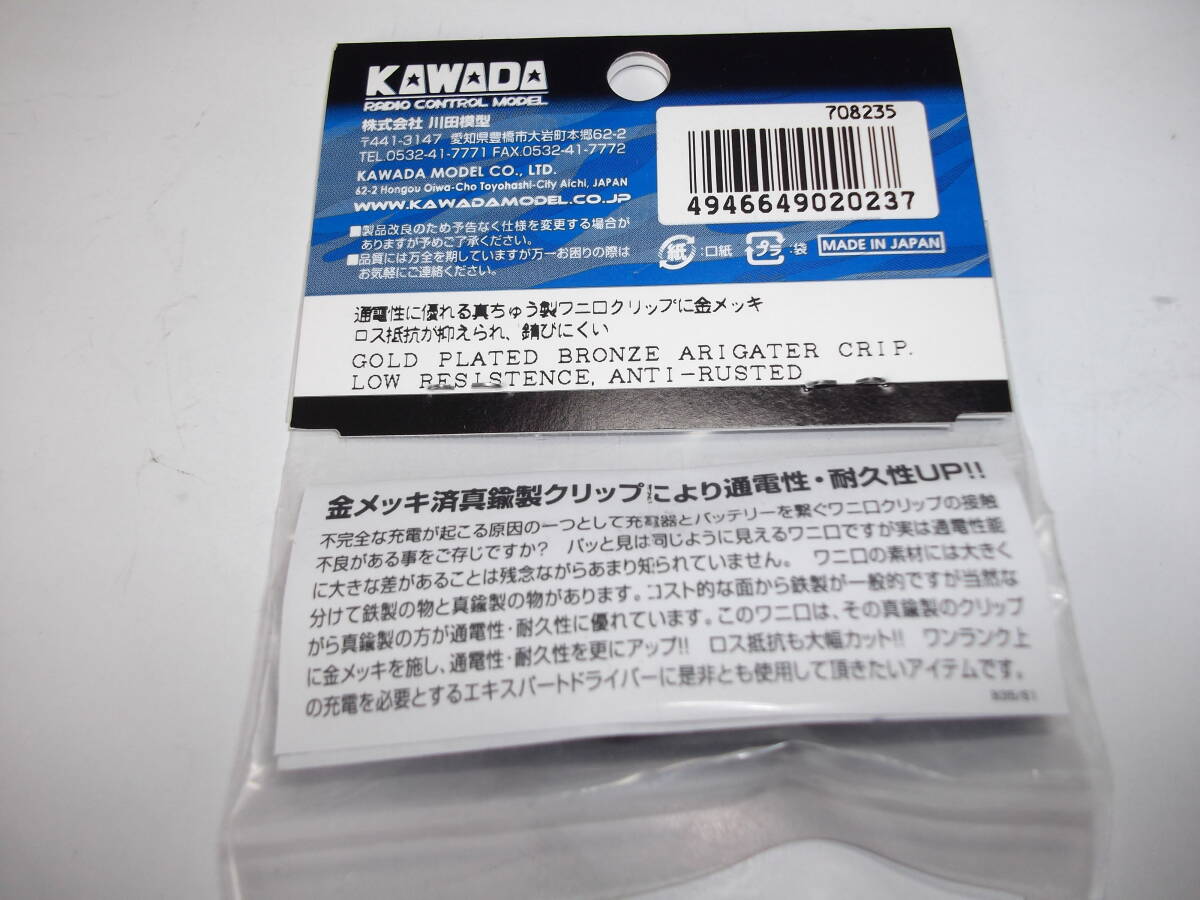 KAWADA
RADIO CONTROL MODEL
株式会社 川田模型
〒441-3147 愛知県豊橋市大岩町本郷62-2
TEL.0532-41-7771 FAX.0532-41-7772
KAWADA MODEL CO., LTD.
62-2 Hongou Oiwa-Cho Toyohashi-City Aichi, JAPAN
WWW.KAWADAMODEL.CO.JP
■製品改良のため予告なく仕様を変更する場合が
ありますが予めご了承ください。
■品質には万全を期していますが万一お困りの際は
お気軽にご連絡ください。
708235
4946649020237
紙:口紙 プラ:袋 MADE IN JAPAN
通電性に優れる真ちゅう製ワニ口クリップに金メッキ
ロス抵抗が抑えられ、錆びにくい
GOLD PLATED BRONZE ARIGATER CRIP.
LOW RESISTENCE, ANTI-RUSTED
金メッキ済真鍮製クリップにより通電性・耐久性UP!!
不完全な充電が起こる原因の一つとして充電器とバッテリーを繋ぐワニ口クリップの接触
不良がある事をご存じですか? パッと見は同じように見えるワニ口ですが実は通電性能
に大きな差があることは残念ながらあまり知られていません。 ワニ口の素材には大きく
分けて鉄製の物と真鍮製の物があります。コスト的な面から鉄製が一般的ですが当然な
がら真鍮製の方が通電性・耐久性に優れています。このワニ口は、その真鍮製のクリップ
に金メッキを施し、通電性・耐久性を更にアップ!! ロス抵抗も大幅カット!! ワンランク上
の充電を必要とするエキスパートドライバーに是非とも使用して頂きたいアイテムです。